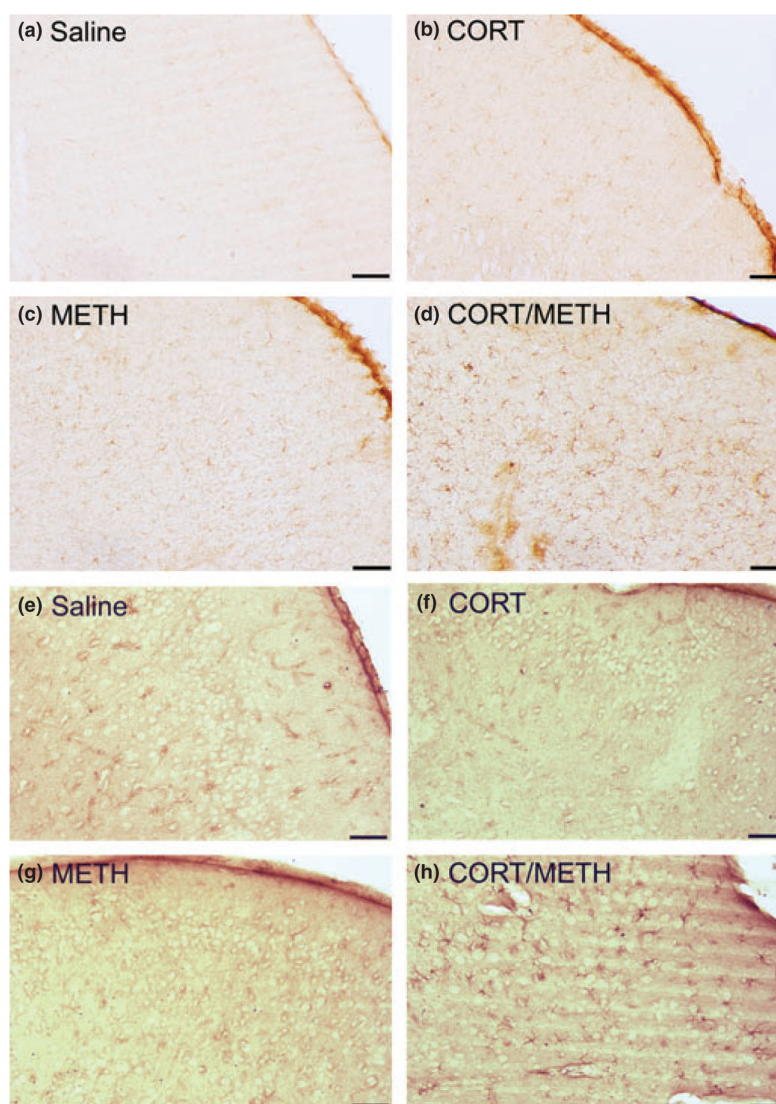 (a) Saline
(b) CORT
(c) METH
(d) CORT/METH
(e) Saline
(f) CORT
(g) METH
(h) CORT/METH